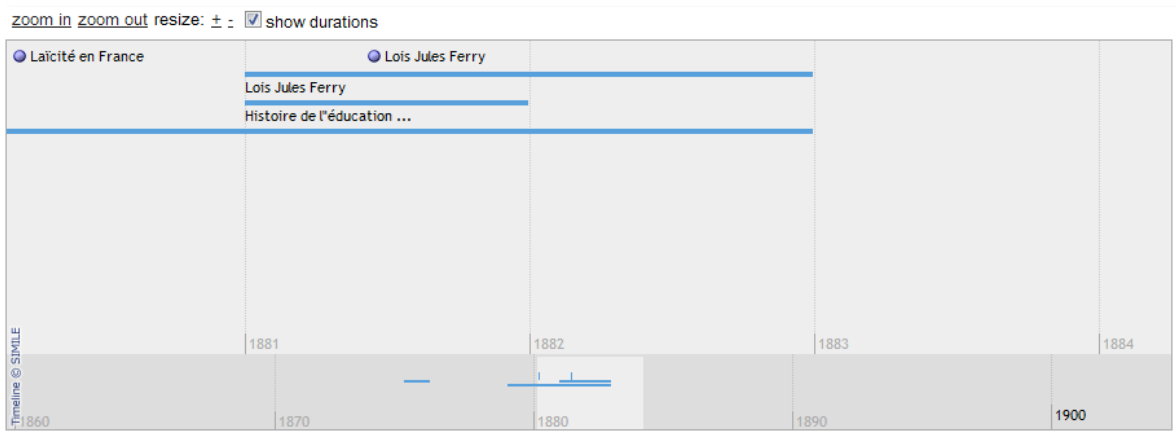 zoom in zoom out resize: + - show durations
Laïcité en France Lois Jules Ferry
Lois Jules Ferry
Histoire de l"éducation ...
1881 1882 1883 1884
Timeline © SIMILE
1860 1870 1880 1890 1900